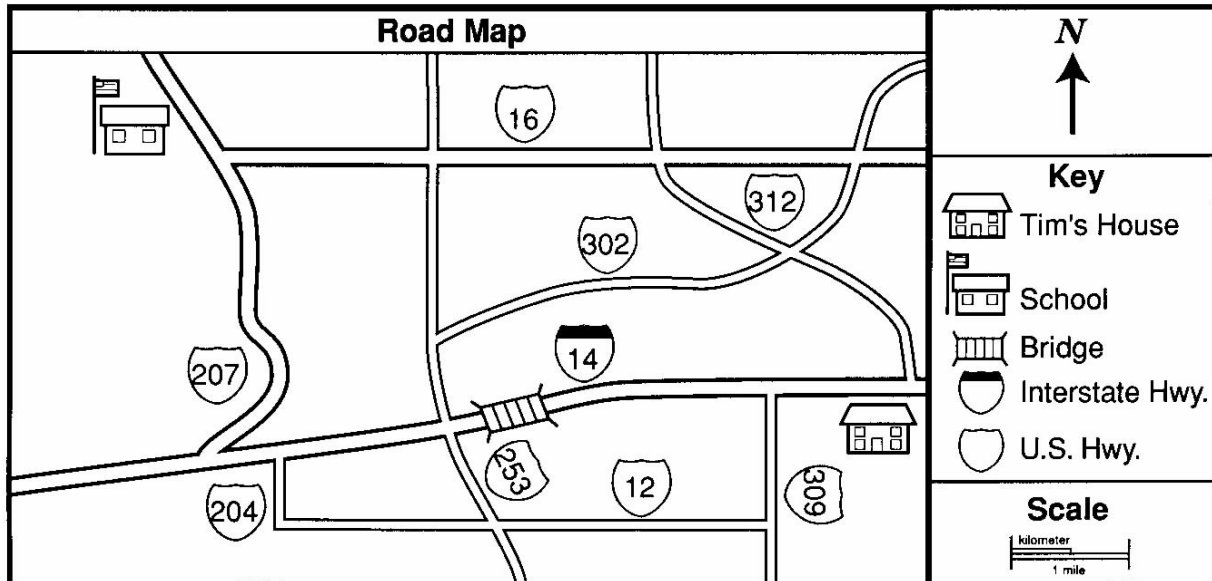 Road Map
16
312
302
14
207
253
12
204
309
N
Key
Tim's House
School
Bridge
Interstate Hwy.
U.S. Hwy.
Scale
kilometer
1 mile